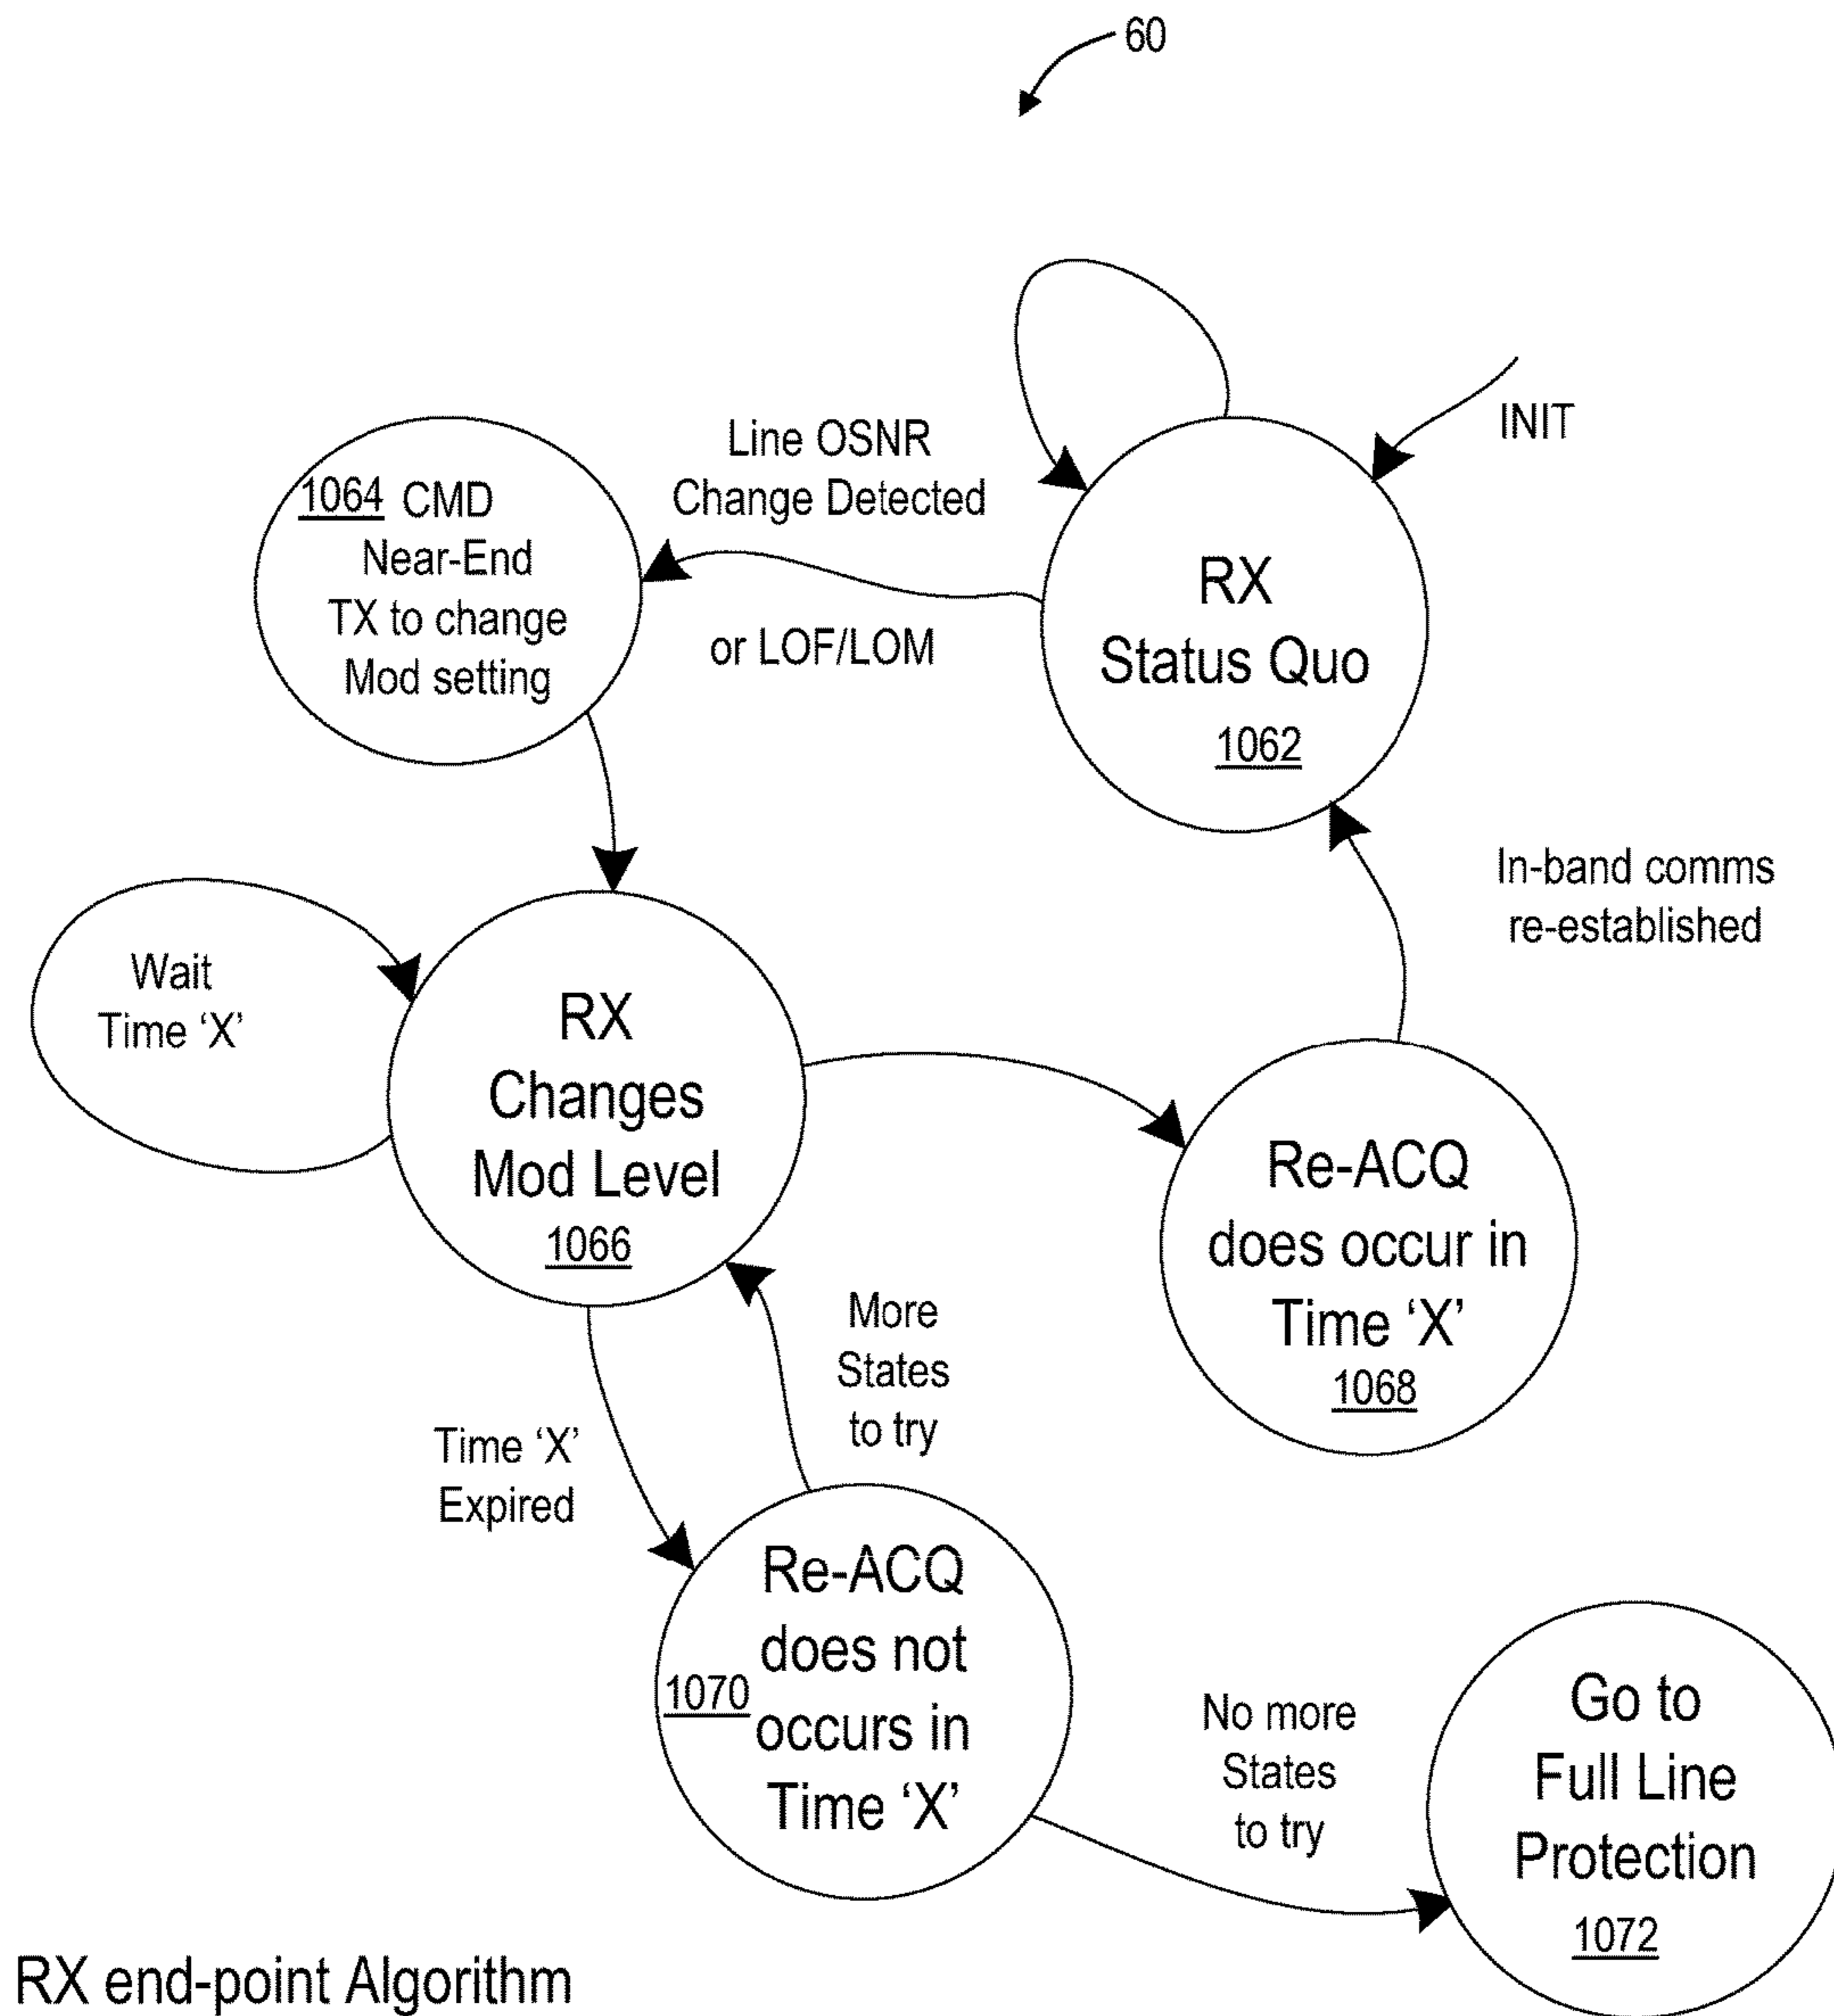 60
INIT
Line OSNR
Change Detected
or LOF/LOM
1064 CMD
Near-End
TX to change
Mod setting
RX
Status Quo
1062
In-band comms
re-established
Wait
Time ‘X’
RX
Changes
Mod Level
1066
Re-ACQ
does occur in
Time ‘X’
1068
More
States
to try
Time ‘X’
Expired
Re-ACQ
does not
1070
occurs in
Time ‘X’
No more
States
to try
Go to
Full Line
Protection
1072
RX end-point Algorithm